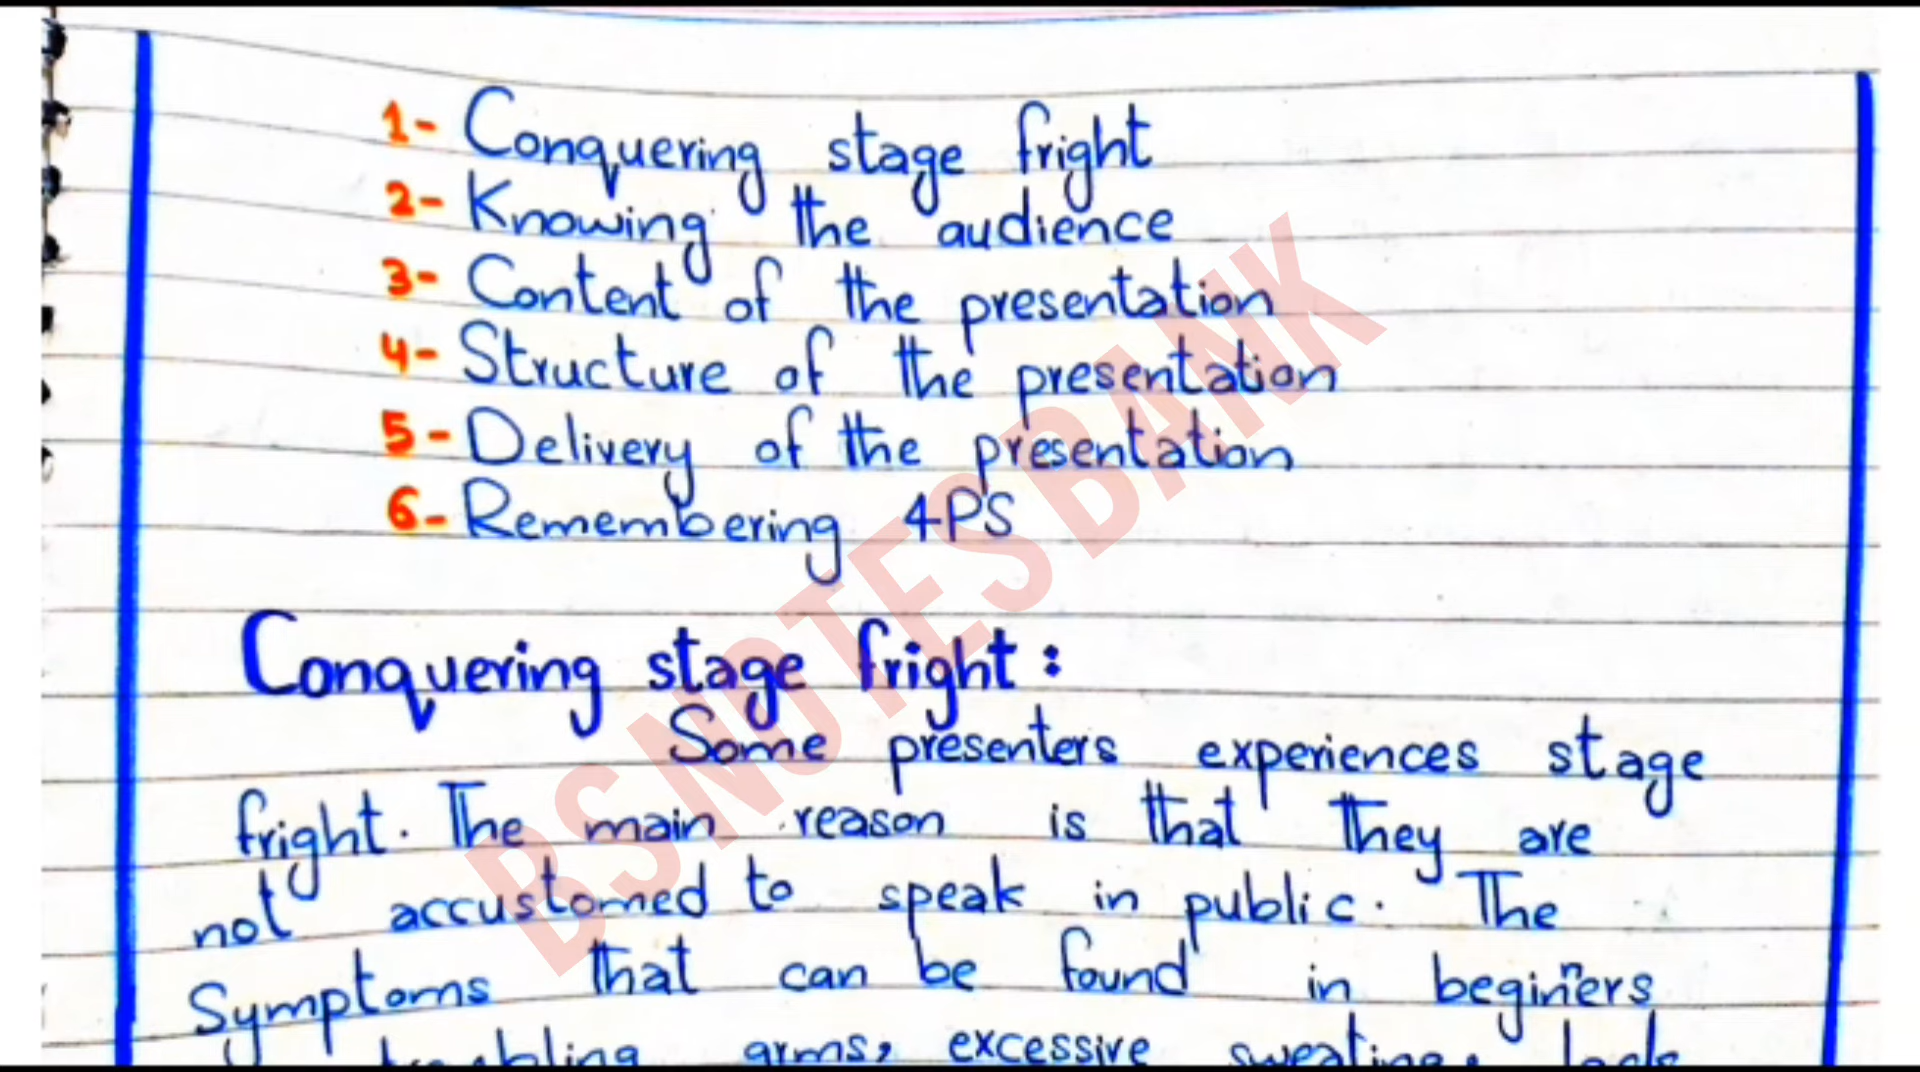 1- Conquering stage fright
2- Knowing the audience
3- Content of the presentation
4- Structure of the presentation
5- Delivery of the presentation
6- Remembering 4PS
Conquering stage fright:
Some presenters experiences stage
fright. The main reason is that they are
not accustomed to speak in public. The
Symptoms that can be found in beginners
arms, excessive sweating,
BSNOTES BANK